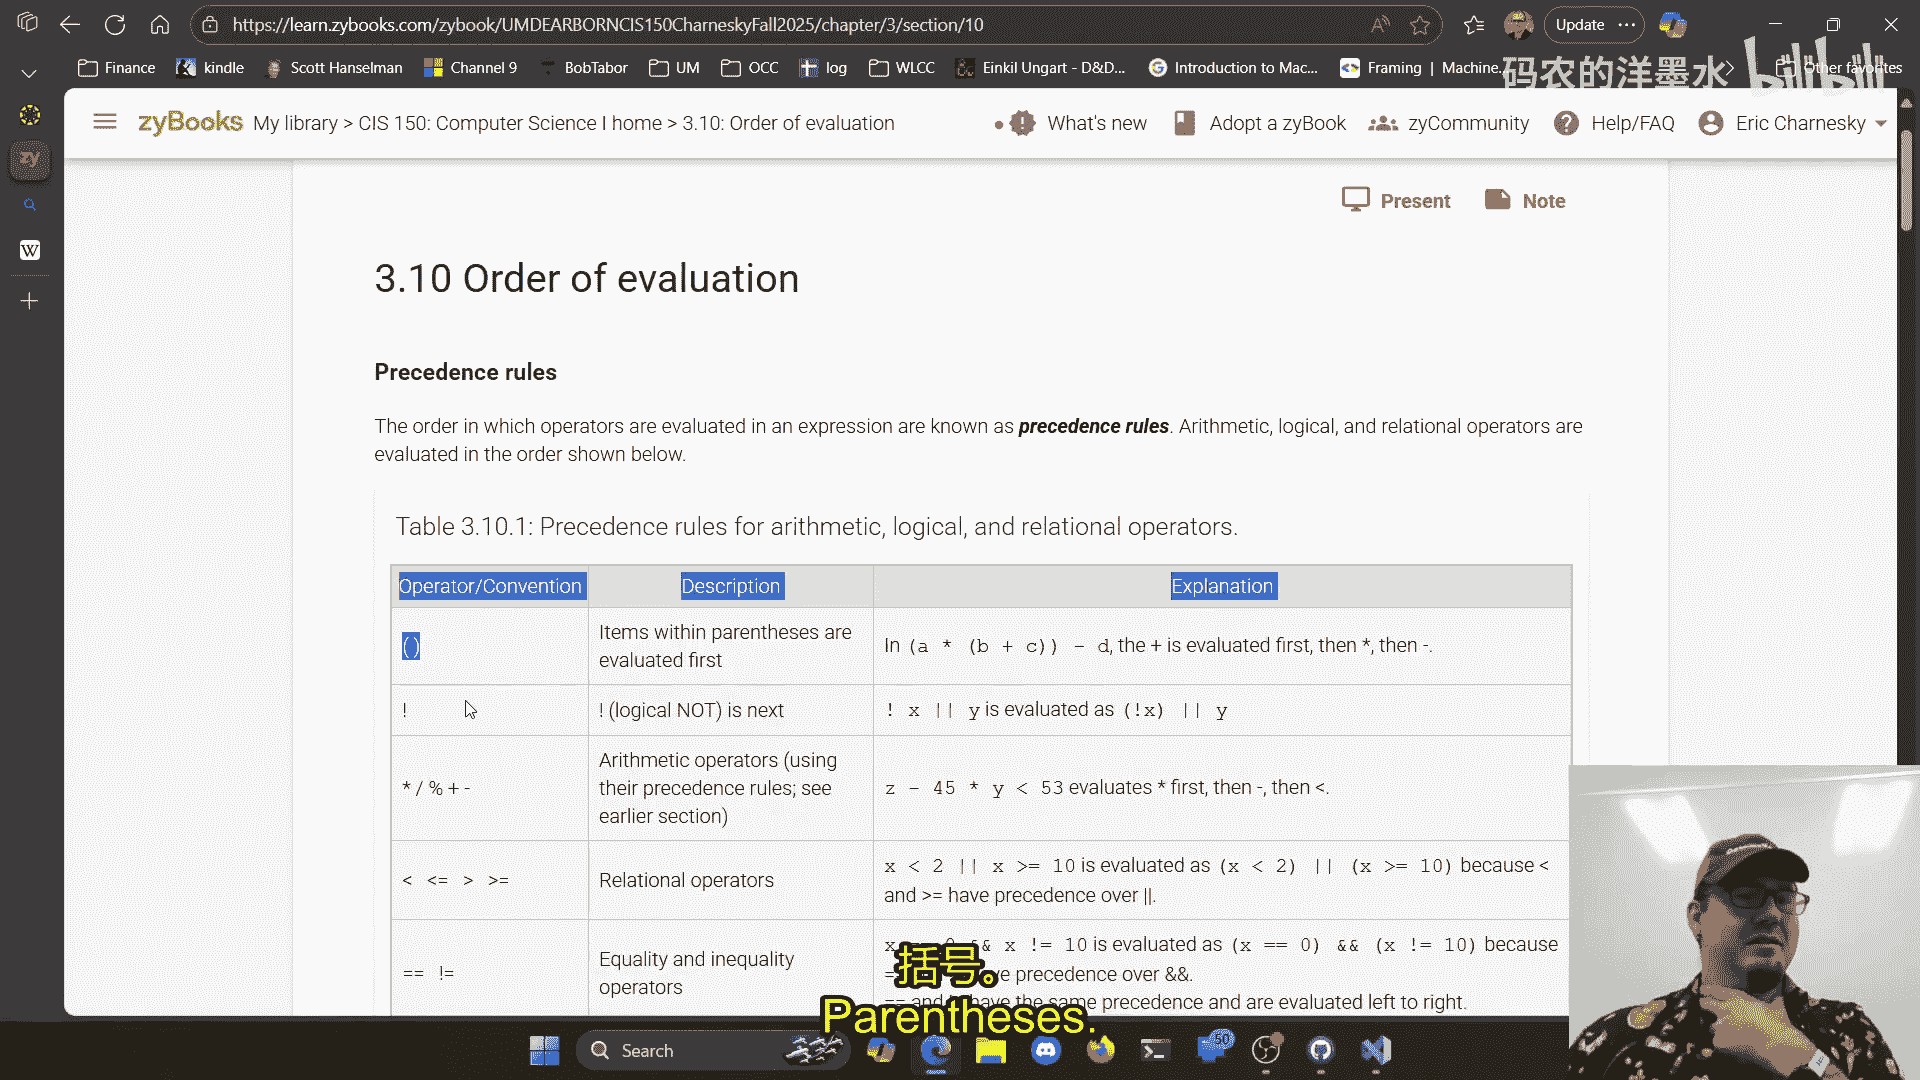 https://learn.zybooks.com/zybook/UMDEARBORNCIS150CharneskyFall2025/chapter/3/section/10
Update
Finance
kindle
Scott Hanselman
Channel 9
BobTabor
UM
OCC
log
WLCC
Einkil Ungart - D&D...
Introduction to Mac...
Framing | Machine...
Other favorites
码农的洋墨水
bilibili
zyBooks
My library > CIS 150: Computer Science I home > 3.10: Order of evaluation
What's new
Adopt a zyBook
zyCommunity
Help/FAQ
Eric Charnesky
zy
W
Present
Note
3.10 Order of evaluation
Precedence rules
The order in which operators are evaluated in an expression are known as precedence rules. Arithmetic, logical, and relational operators are
evaluated in the order shown below.
Table 3.10.1: Precedence rules for arithmetic, logical, and relational operators.
Operator/Convention Description Explanation
( )
Items within parentheses are
evaluated first
In (a * (b + c)) - d, the + is evaluated first, then *, then -.
!
! (logical NOT) is next
! x || y is evaluated as (!x) || y
* / % + -
Arithmetic operators (using
their precedence rules; see
earlier section)
z - 45 * y < 53 evaluates * first, then -, then <.
< <= > >=
Relational operators
x < 2 || x >= 10 is evaluated as (x < 2) || (x >= 10) because <
and >= have precedence over ||.
== !=
Equality and inequality
operators
x == 0 && x != 10 is evaluated as (x == 0) && (x != 10) because
have precedence over &&.
== and != have the same precedence and are evaluated left to right.
括号。
Parentheses.
Search
50